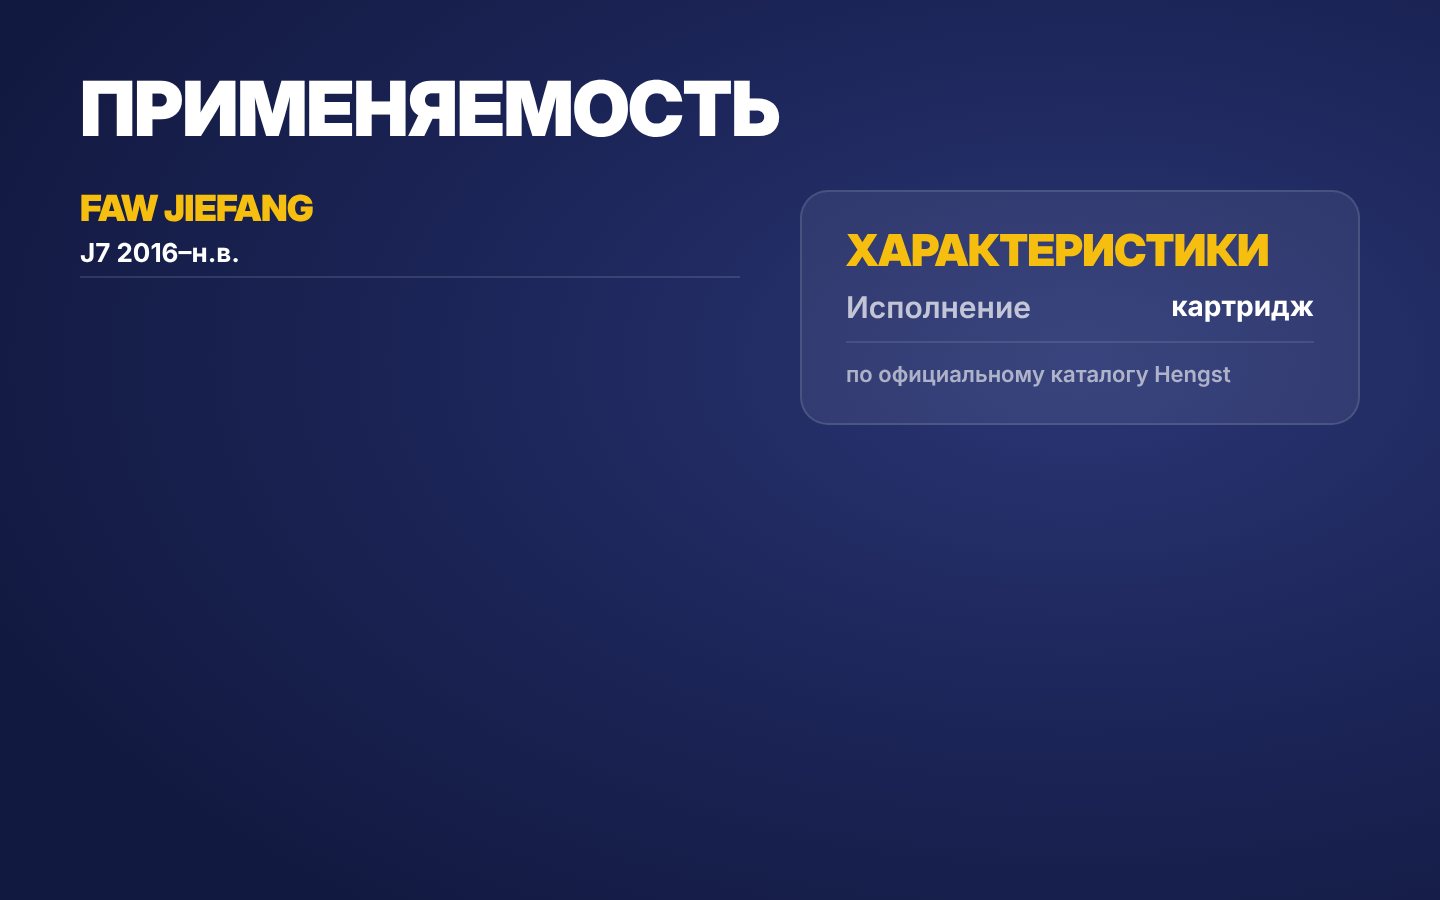 ПРИМЕНЯЕМОСТЬ
FAW JIEFANG
J7 2016–н.в.
ХАРАКТЕРИСТИКИ
Исполнение картридж
по официальному каталогу Hengst